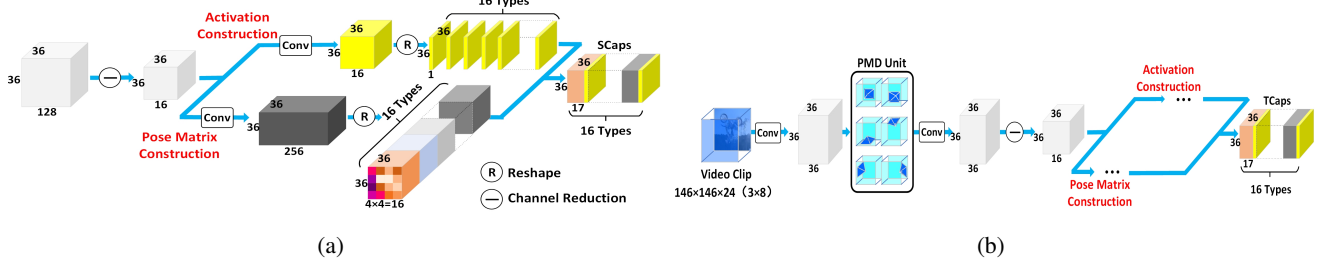 36
36
128
36
36
16
Activation
Construction
Conv
36
36
16
R
16 Types
36
36
1
Conv
Pose Matrix
Construction
36
36
256
R
16 Types
36
36
4×4=16
SCaps
36
36
17
16 Types
R Reshape
— Channel Reduction
(a)
Video Clip
146×146×24（3×8）
Conv
36
36
36
PMD Unit
Conv
36
36
36
36
36
16
Activation
Construction
...
Pose Matrix
Construction
...
TCaps
36
36
17
16 Types
(b)